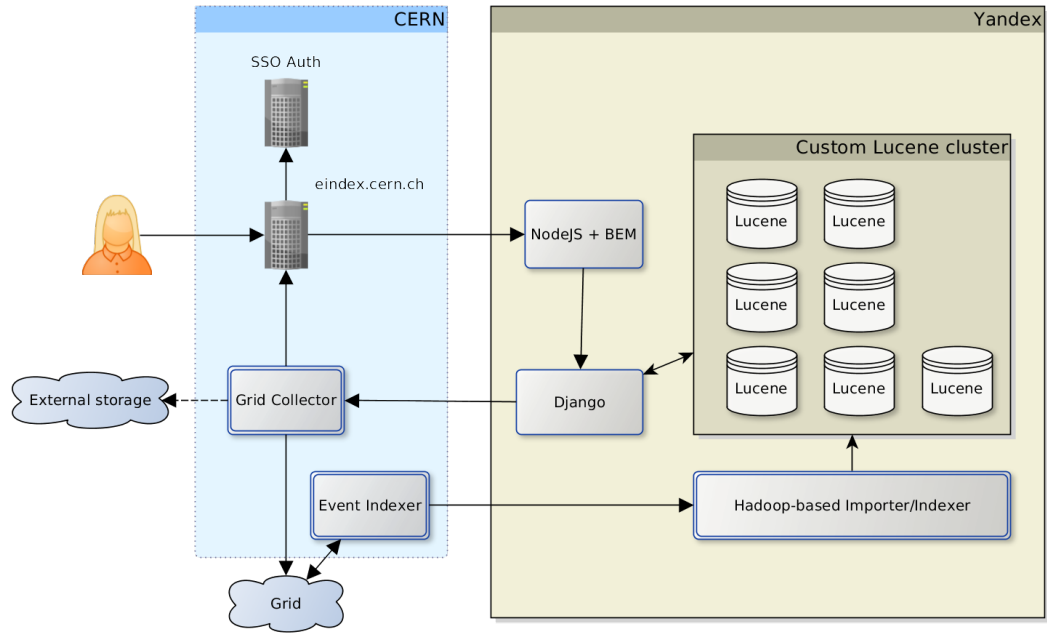 CERN
Yandex
SSO Auth
Custom Lucene cluster
eindex.cern.ch
Lucene
Lucene
NodeJS + BEM
Lucene
Lucene
Lucene
Lucene
Lucene
External storage
Grid Collector
Django
Event Indexer
Hadoop-based Importer/Indexer
Grid